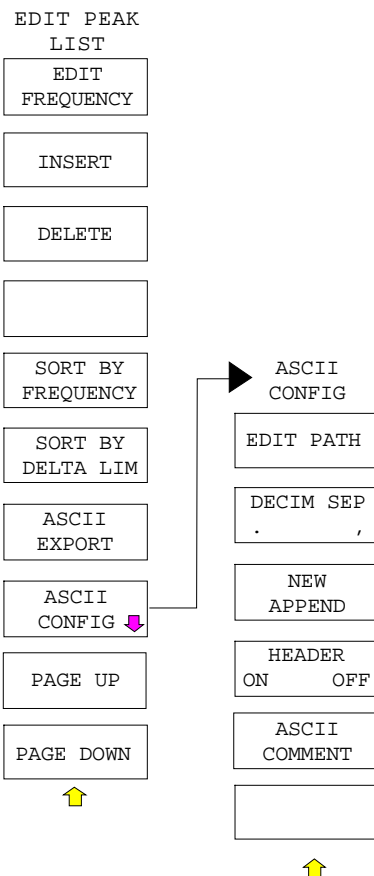 EDIT PEAK
LIST
EDIT
FREQUENCY
INSERT
DELETE
SORT BY
FREQUENCY
SORT BY
DELTA LIM
ASCII
EXPORT
ASCII
CONFIG
PAGE UP
PAGE DOWN
ASCII
CONFIG
EDIT PATH
DECIM SEP
. ,
NEW
APPEND
HEADER
ON OFF
ASCII
COMMENT